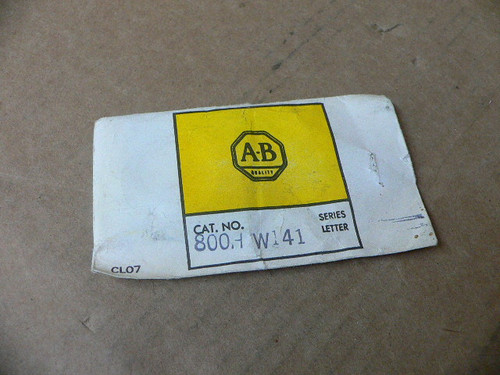 A-B
QUALITY
CAT. NO.
SERIES
LETTER
800H W141
CL07